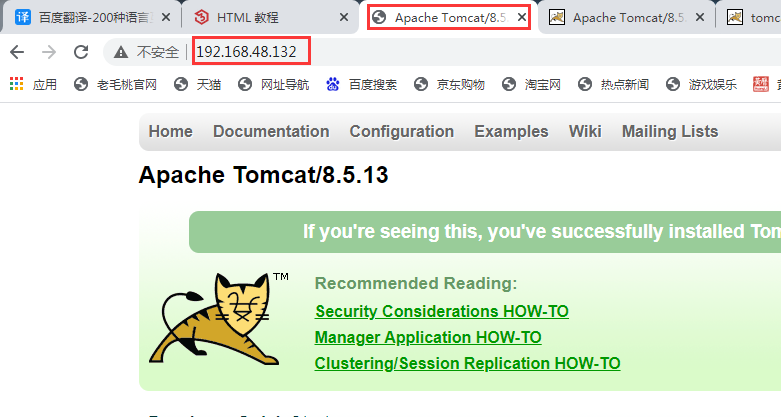 百度翻译-200种语言 HTML 教程 Apache Tomcat/8.5. Apache Tomcat/8.5. tomc
不安全 192.168.48.132
应用 老毛桃官网 天猫 网址导航 百度搜索 京东购物 淘宝网 热点新闻 游戏娱乐
Home Documentation Configuration Examples Wiki Mailing Lists
Apache Tomcat/8.5.13
If you're seeing this, you've successfully installed Tom
TM
Recommended Reading:
Security Considerations HOW-TO
Manager Application HOW-TO
Clustering/Session Replication HOW-TO